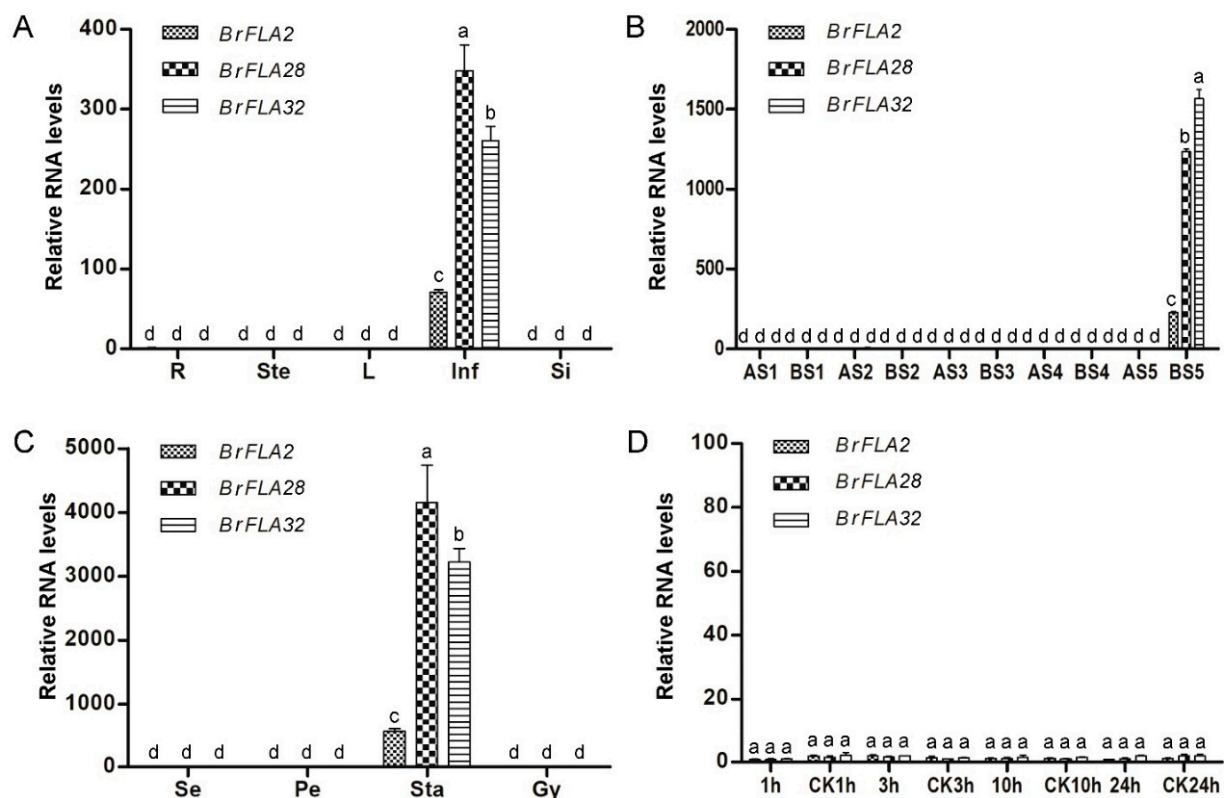 A
BrFLA2
BrFLA28
BrFLA32
Relative RNA levels
400
300
200
100
0
d d d d d d d d d c a b d d d
R Ste L Inf Si
B
BrFLA2
BrFLA28
BrFLA32
Relative RNA levels
2000
1500
1000
500
0
d d d d d d d d d d d d d d d d d d d d d d d d d d d c b a
AS1 BS1 AS2 BS2 AS3 BS3 AS4 BS4 AS5 BS5
C
BrFLA2
BrFLA28
BrFLA32
Relative RNA levels
5000
4000
3000
2000
1000
0
d d d d d d c a b d d d
Se Pe Sta Gy
D
BrFLA2
BrFLA28
BrFLA32
Relative RNA levels
100
80
60
40
20
0
a a a a a a a a a a a a a a a a a a a a a a a a
1h CK1h 3h CK3h 10h CK10h 24h CK24h